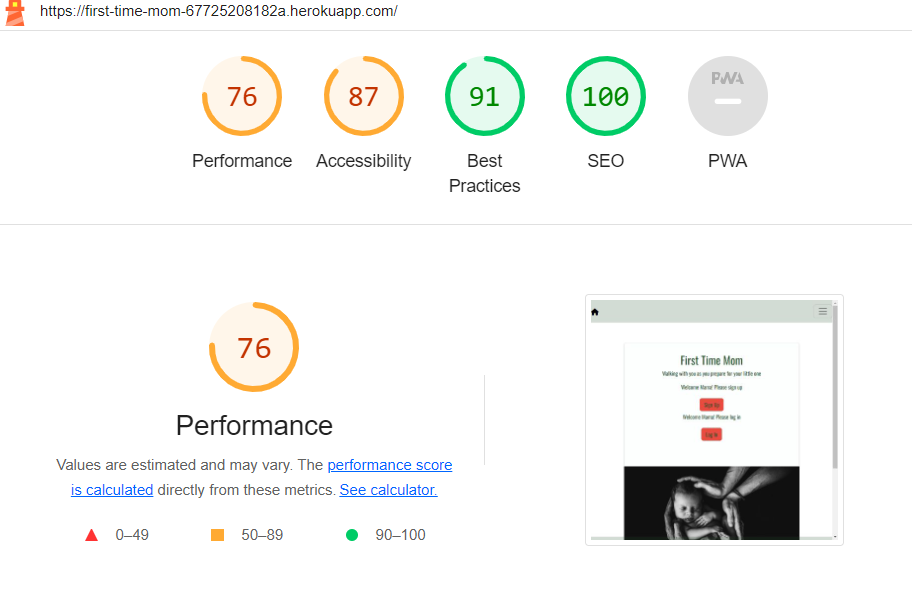 https://first-time-mom-67725208182a.herokuapp.com/
76
87
91
100
PWA
Performance
Accessibility
Best
Practices
SEO
PWA
76
Performance
Values are estimated and may vary. The performance score
is calculated directly from these metrics. See calculator.
0–49
50–89
90–100
First Time Mom
Walking with you as you prepare for your little one
Welcome Mama! Please sign up
Sign Up
Welcome Mama! Please log in
Log In